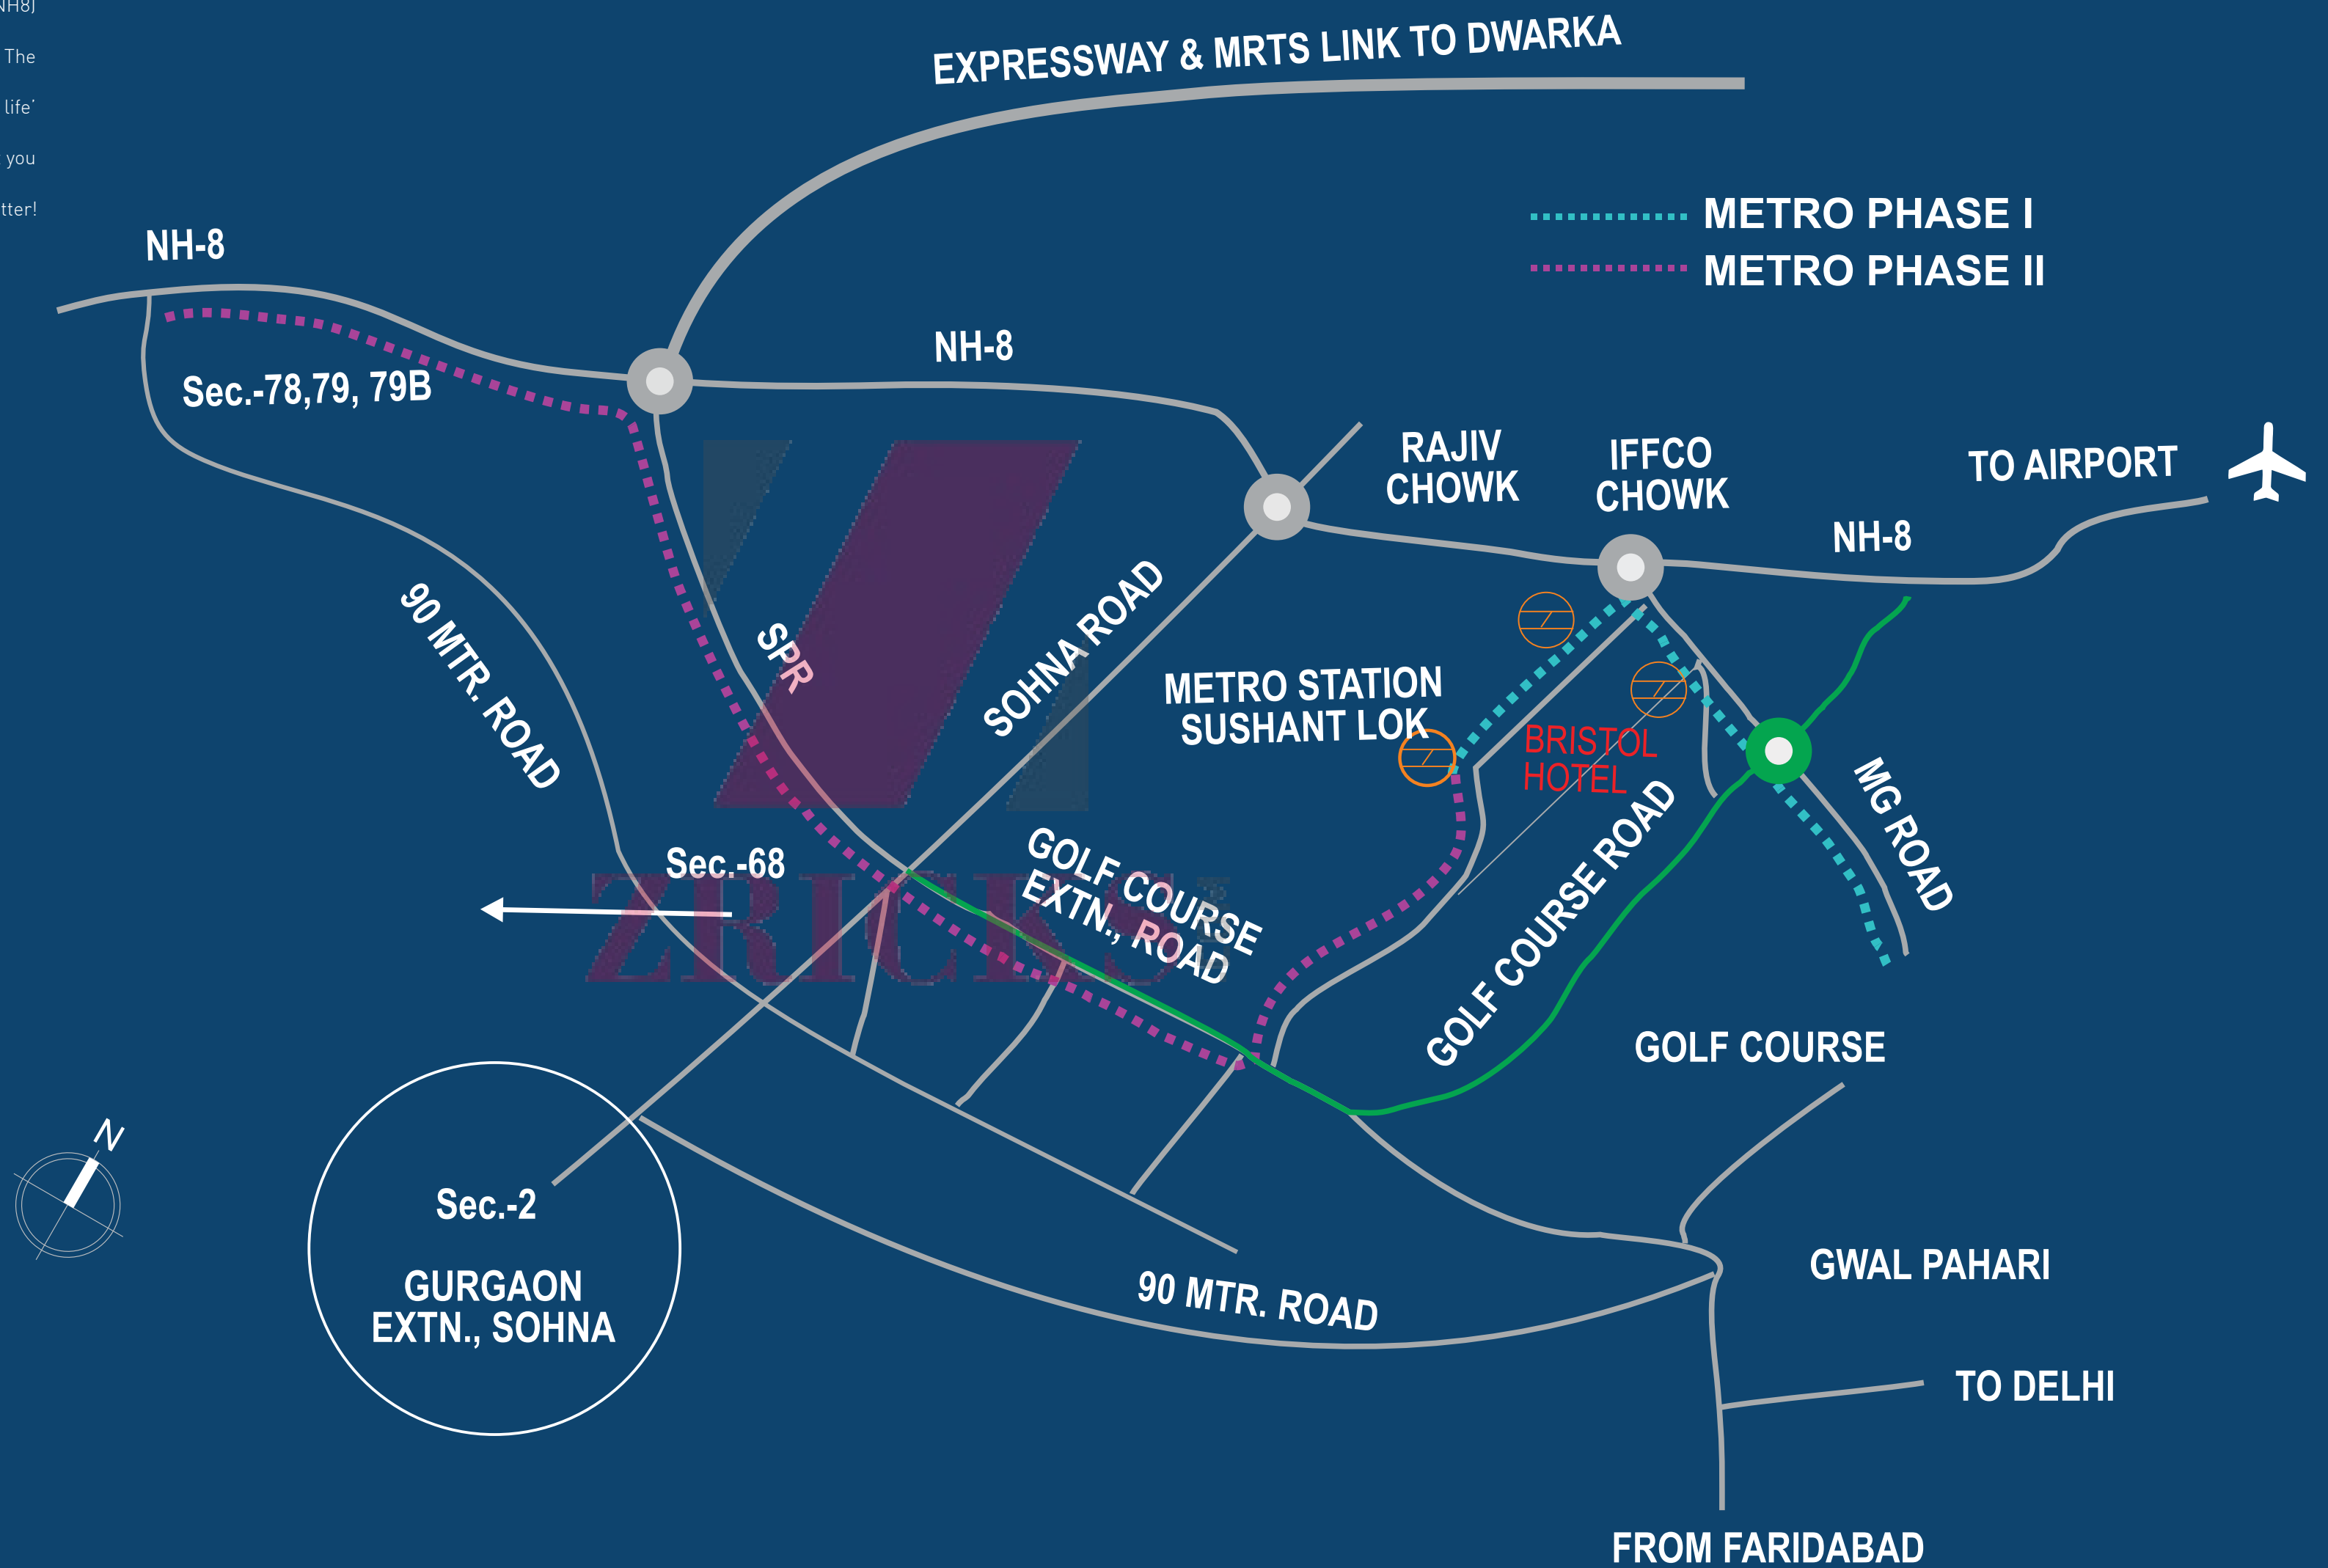 NH8)
The
life'
you
tter!
EXPRESSWAY & MRTS LINK TO DWARKA
METRO PHASE I
METRO PHASE II
NH-8
NH-8
Sec.-78,79, 79B
RAJIV
CHOWK
IFFCO
CHOWK
TO AIRPORT
NH-8
90 MTR. ROAD
SPR
SOHNA ROAD
METRO STATION
SUSHANT LOK
BRISTOL
HOTEL
MG ROAD
GOLF COURSE ROAD
Sec.-68
GOLF COURSE
EXTN., ROAD
ZRICKS
GOLF COURSE
N
Sec.-2
GURGAON
EXTN., SOHNA
90 MTR. ROAD
GWAL PAHARI
TO DELHI
FROM FARIDABAD